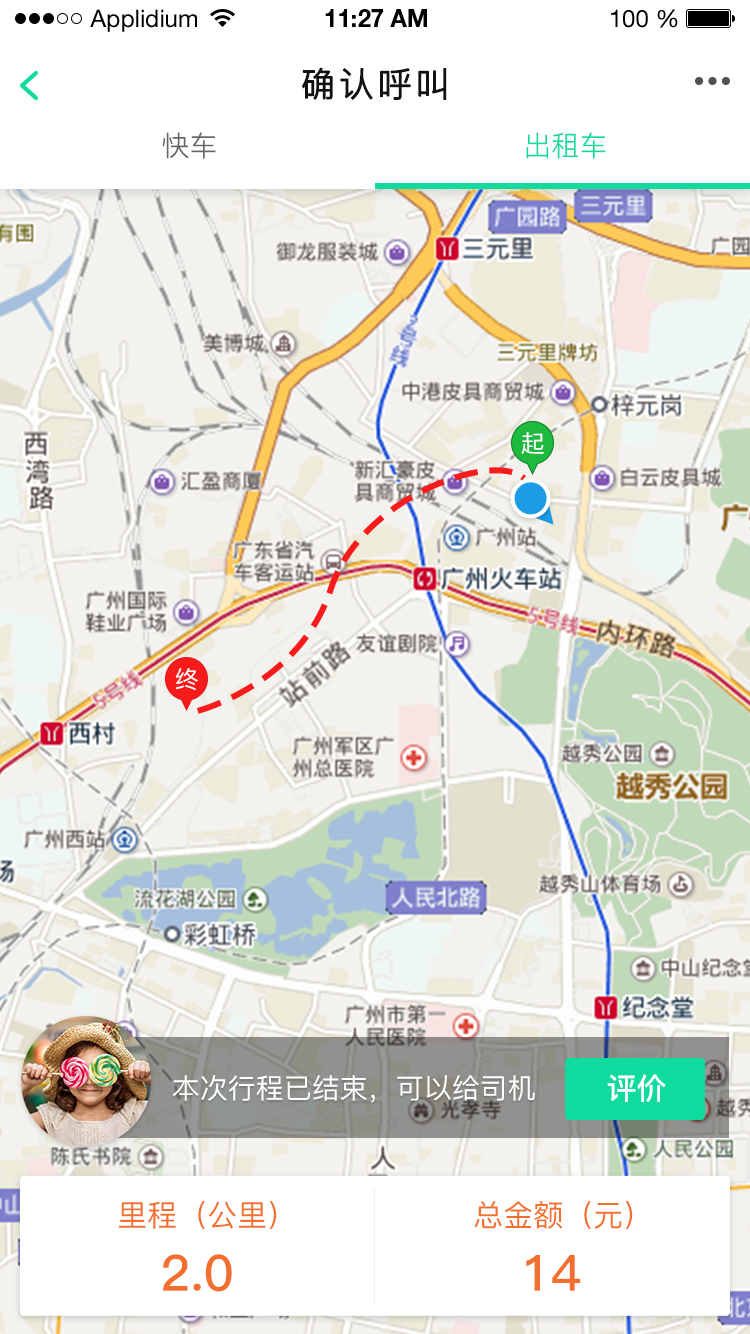 Applidium 11:27 AM 100 %
确认呼叫
快车
出租车
广园路
三元里
有围
御龙服装城
三元里
广园
2号线
美博城
三元里牌坊
中港皮具商贸城
梓元岗
西湾路
汇盈商厦
新汇豪皮
具商贸城
起
白云皮具城
广州站
广东省汽
车客运站
广州火车站
广州国际
鞋业广场
5号线
内环路
友谊剧院
终
站前路
5号线
西村
广州军区广
州总医院
越秀公园
越秀公园
广州西站
场
流花湖公园
人民北路
越秀山体育场
彩虹桥
中山纪念堂
纪念堂
广州市第一
人民医院
本次行程已结束，可以给司机
评价
光孝寺
越秀
陈氏书院
人
人民公园
里程（公里）
总金额（元）
2.0
14